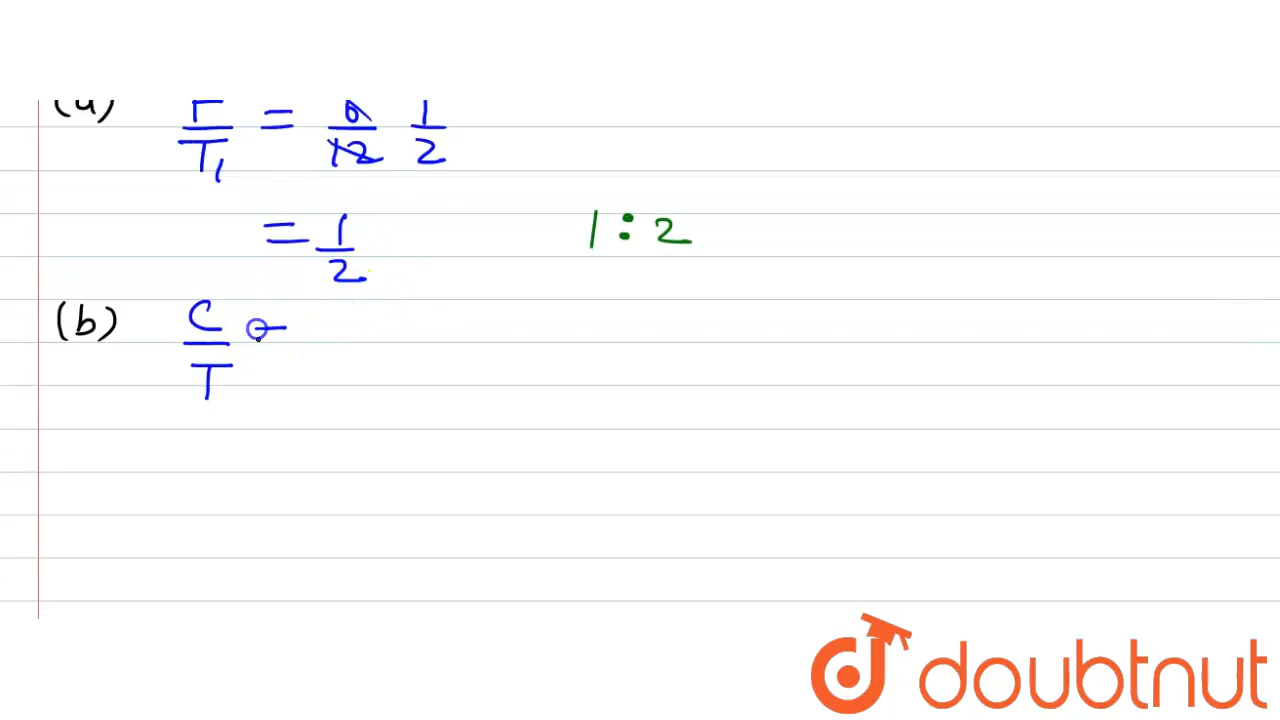 (a) F/T1 = 6/12 1/2
= 1/2 1 : 2
(b) C/T =
doubtnut